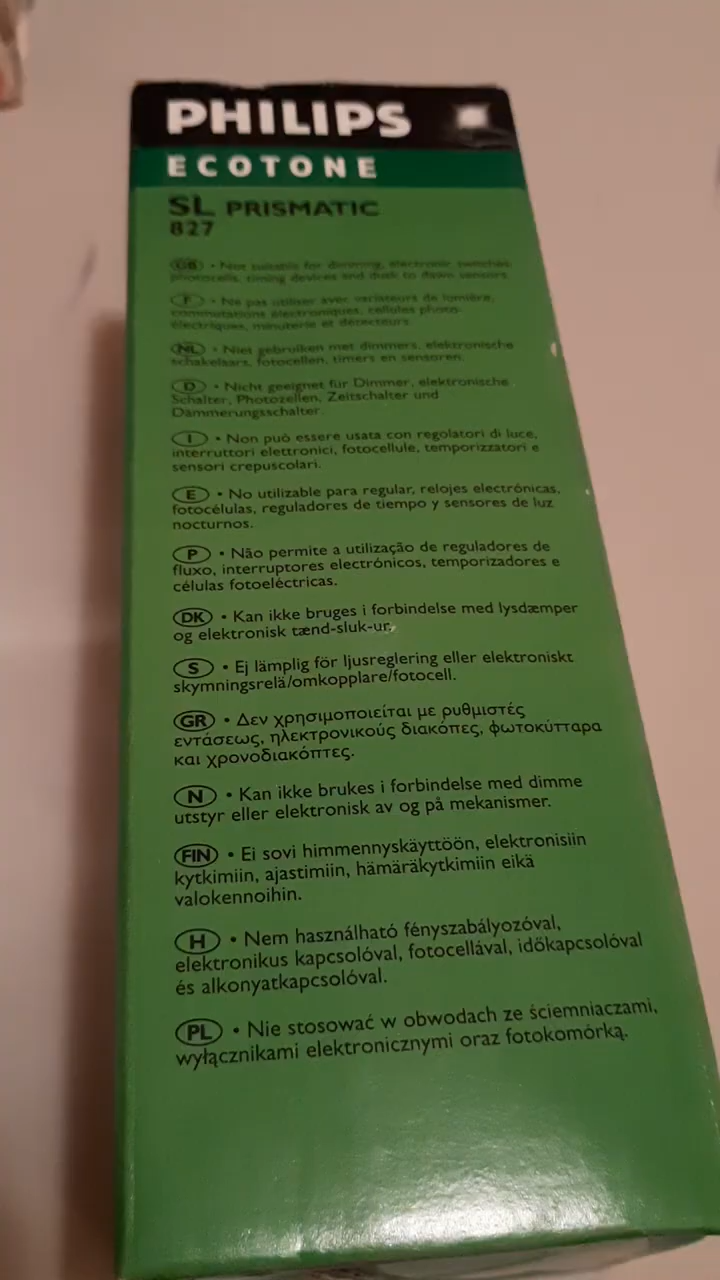 PHILIPS
ECOTONE
SL PRISMATIC
827
GB • Not suitable for dimming, electronic switches,
photocells, timing devices and dusk to dawn sensors.
F • Ne pas utiliser avec variateurs de lumière,
commutations électroniques, cellules photo-
électriques, minuterie et détecteurs.
NL • Niet gebruiken met dimmers, elektronische
schakelaars, fotocellen, timers en sensoren.
D • Nicht geeignet für Dimmer, elektronische
Schalter, Photozellen, Zeitschalter und
Dämmerungsschalter.
I • Non può essere usata con regolatori di luce,
interruttori elettronici, fotocellule, temporizzatori e
sensori crepuscolari.
E • No utilizable para regular, relojes electrónicas,
fotocélulas, reguladores de tiempo y sensores de luz
nocturnos.
P • Não permite a utilização de reguladores de
fluxo, interruptores electrónicos, temporizadores e
células fotoeléctricas.
DK • Kan ikke bruges i forbindelse med lysdæmper
og elektronisk tænd-sluk-ur.
S • Ej lämplig för ljusreglering eller elektroniskt
skymningsrelä/omkopplare/fotocell.
GR • Δεν χρησιμοποιείται με ρυθμιστές
εντάσεως, ηλεκτρονικούς διακόπες, φωτοκύτταρα
και χρονοδιακόπτες.
N • Kan ikke brukes i forbindelse med dimme
utstyr eller elektronisk av og på mekanismer.
FIN • Ei sovi himmennyskäyttöön, elektronisiin
kytkimiin, ajastimiin, hämäräkytkimiin eikä
valokennoihin.
H • Nem használható fényszabályozóval,
elektronikus kapcsolóval, fotocellával, időkapcsolóval
és alkonyatkapcsolóval.
PL • Nie stosować w obwodach ze ściemniaczami,
wyłącznikami elektronicznymi oraz fotokomórką.